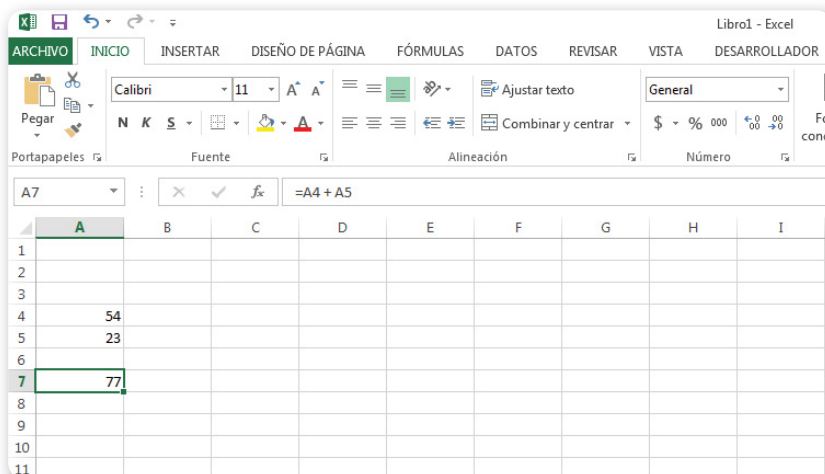 Libro1 - Excel
ARCHIVO INICIO INSERTAR DISEÑO DE PÁGINA FÓRMULAS DATOS REVISAR VISTA DESARROLLADOR
Calibri 11 A A Ajustar texto General
Pegar N K S A Combinar y centrar $ % 000
Portapapeles Fuente Alineación Número
A7 fx =A4 + A5
A B C D E F G H I
1
2
3
4 54
5 23
6
7 77
8
9
10
11